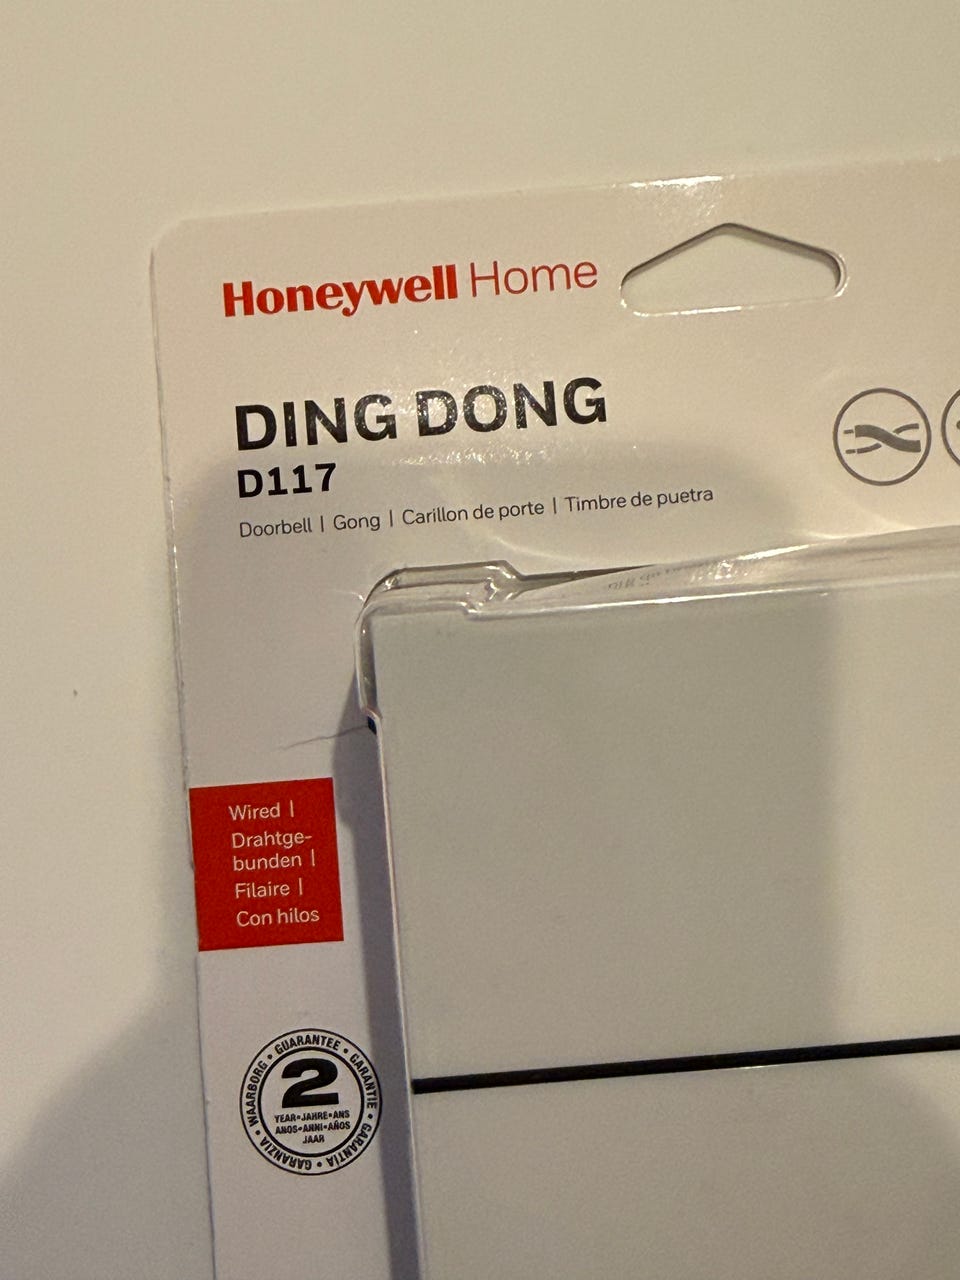 Honeywell Home
DING DONG
D117
Doorbell | Gong | Carillon de porte | Timbre de puetra
Wired |
Drahtge-
bunden |
Filaire |
Con hilos
GUARANTEE • GARANTIE • GARANTIA • GARANZIA • WAARBORG •
2
YEAR•JAHRE•ANS
ANOS•ANNI•AÑOS
JAAR